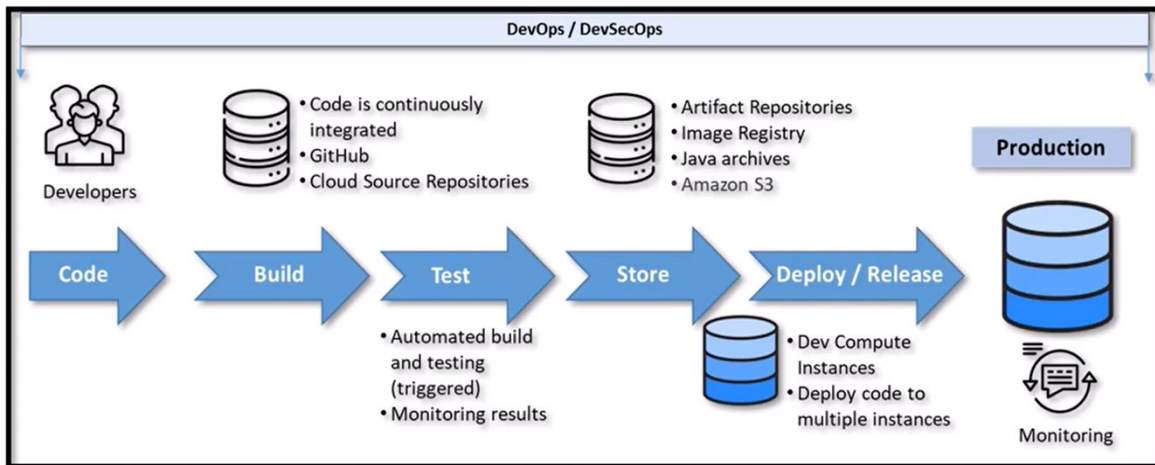 DevOps / DevSecOps
Developers
• Code is continuously
integrated
• GitHub
• Cloud Source Repositories
• Artifact Repositories
• Image Registry
• Java archives
• Amazon S3
Production
Code
Build
Test
Store
Deploy / Release
• Automated build
and testing
(triggered)
• Monitoring results
• Dev Compute
Instances
• Deploy code to
multiple instances
Monitoring